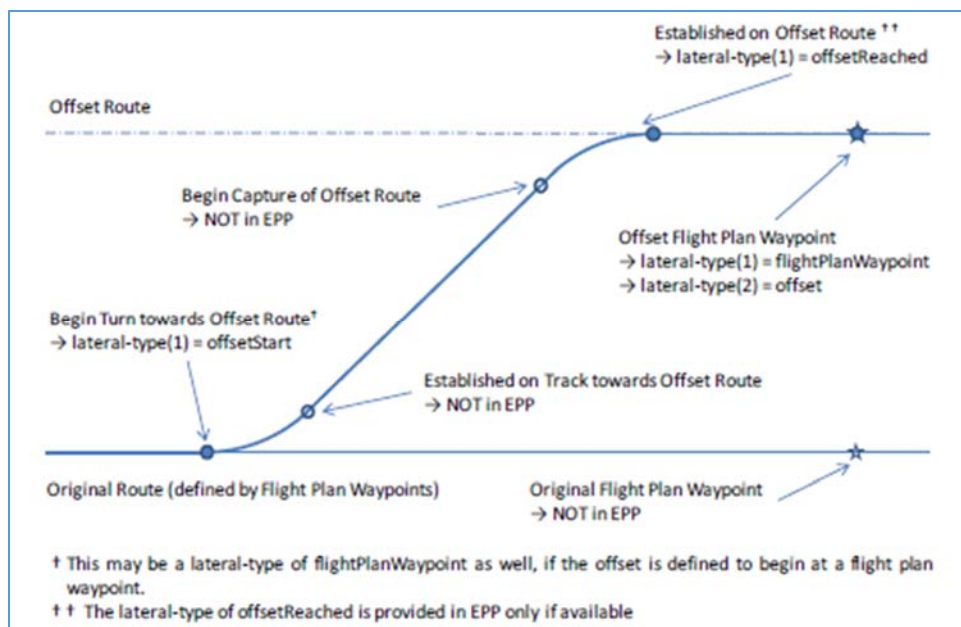 Established on Offset Route ††
→ lateral-type(1) = offsetReached
Offset Route
Begin Capture of Offset Route
→ NOT in EPP
Offset Flight Plan Waypoint
→ lateral-type(1) = flightPlanWaypoint
→ lateral-type(2) = offset
Begin Turn towards Offset Route†
→ lateral-type(1) = offsetStart
Established on Track towards Offset Route
→ NOT in EPP
Original Route (defined by Flight Plan Waypoints)
Original Flight Plan Waypoint
→ NOT in EPP
† This may be a lateral-type of flightPlanWaypoint as well, if the offset is defined to begin at a flight plan
waypoint.
† † The lateral-type of offsetReached is provided in EPP only if available